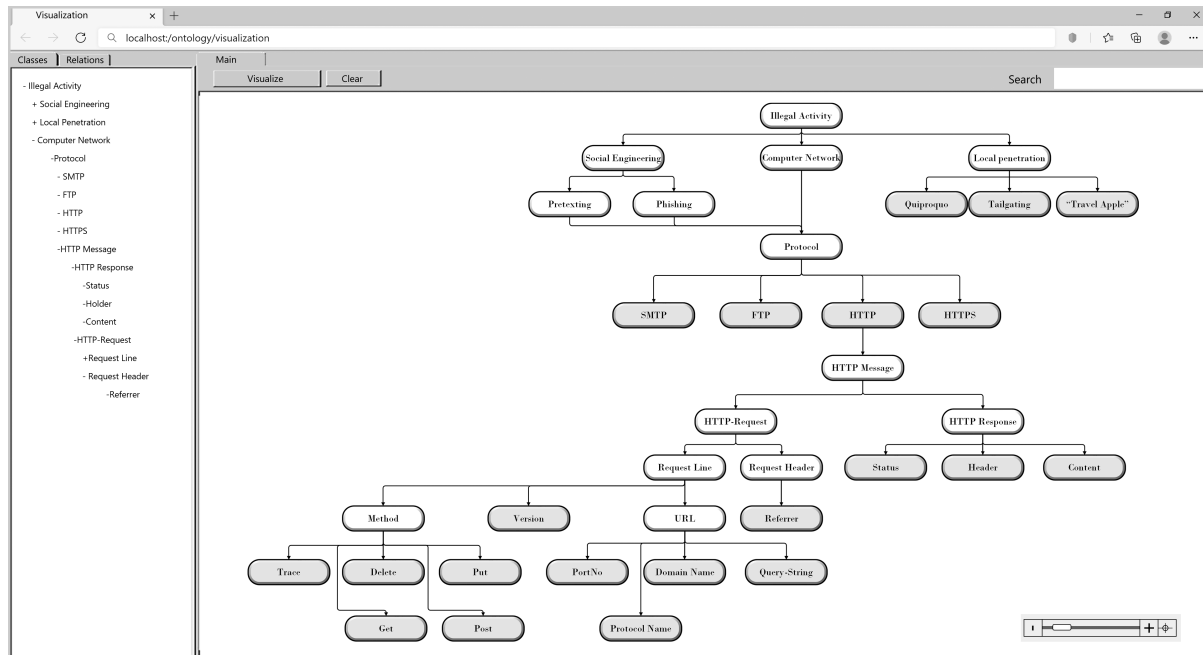 Visualization
localhost:/ontology/visualization
Classes Relations Main
Visualize Clear Search
- Illegal Activity
+ Social Engineering
+ Local Penetration
- Computer Network
-Protocol
- SMTP
- FTP
- HTTP
- HTTPS
-HTTP Message
-HTTP Response
-Status
-Holder
-Content
-HTTP-Request
+Request Line
- Request Header
-Referrer
Illegal Activity
Social Engineering Computer Network Local penetration
Pretexting Phishing Quiproquo Tailgating “Travel Apple”
Protocol
SMTP FTP HTTP HTTPS
HTTP Message
HTTP-Request HTTP Response
Request Line Request Header Status Header Content
Method Version URL Referrer
Trace Delete Put PortNo Domain Name Query-String
Get Post Protocol Name